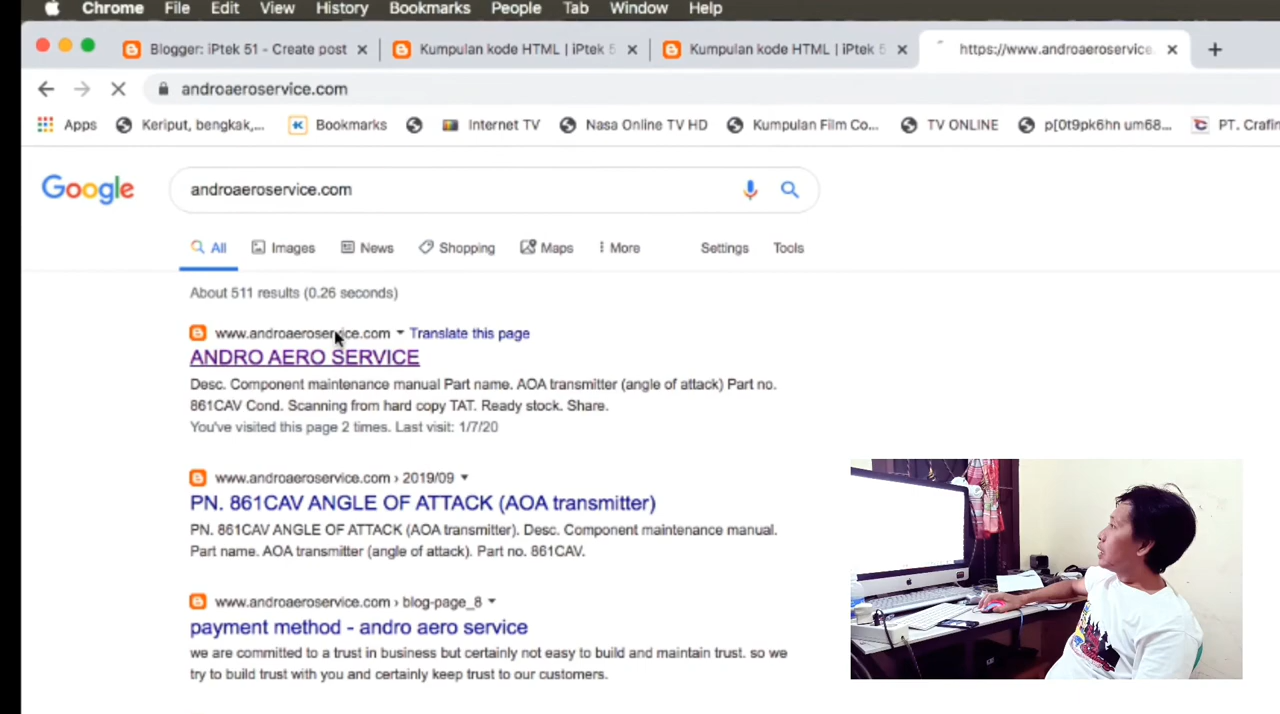 Chrome File Edit View History Bookmarks People Tab Window Help
Blogger: iPtek 51 - Create post Kumpulan kode HTML | iPtek 5 Kumpulan kode HTML | iPtek 5 https://www.androaeroservice.
androaeroservice.com
Apps Keriput, bengkak,... Bookmarks Internet TV Nasa Online TV HD Kumpulan Film Co... TV ONLINE p[0t9pk6hn um68... PT. Crafin
Google androaeroservice.com
All Images News Shopping Maps More Settings Tools
About 511 results (0.26 seconds)
www.androaeroservice.com Translate this page
ANDRO AERO SERVICE
Desc. Component maintenance manual Part name. AOA transmitter (angle of attack) Part no.
861CAV Cond. Scanning from hard copy TAT. Ready stock. Share.
You've visited this page 2 times. Last visit: 1/7/20
www.androaeroservice.com › 2019/09
PN. 861CAV ANGLE OF ATTACK (AOA transmitter)
PN. 861CAV ANGLE OF ATTACK (AOA transmitter). Desc. Component maintenance manual.
Part name. AOA transmitter (angle of attack). Part no. 861CAV.
www.androaeroservice.com › blog-page_8
payment method - andro aero service
we are committed to a trust in business but certainly not easy to build and maintain trust. so we
try to build trust with you and certainly keep trust to our customers.